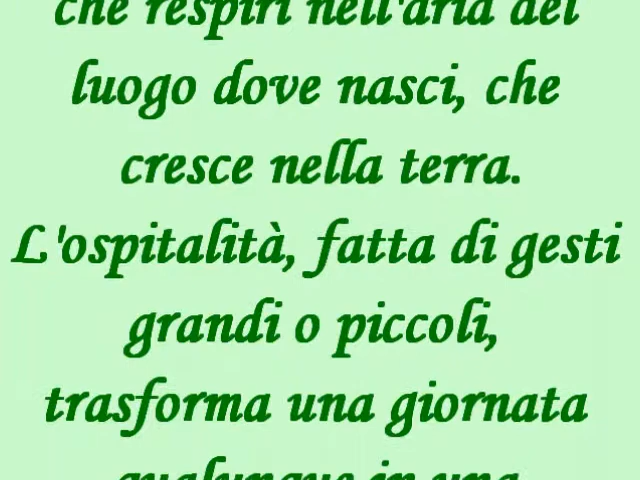 che respiri nell'aria del
luogo dove nasci, che
cresce nella terra.
L'ospitalità, fatta di gesti
grandi o piccoli,
trasforma una giornata
qualunque in una